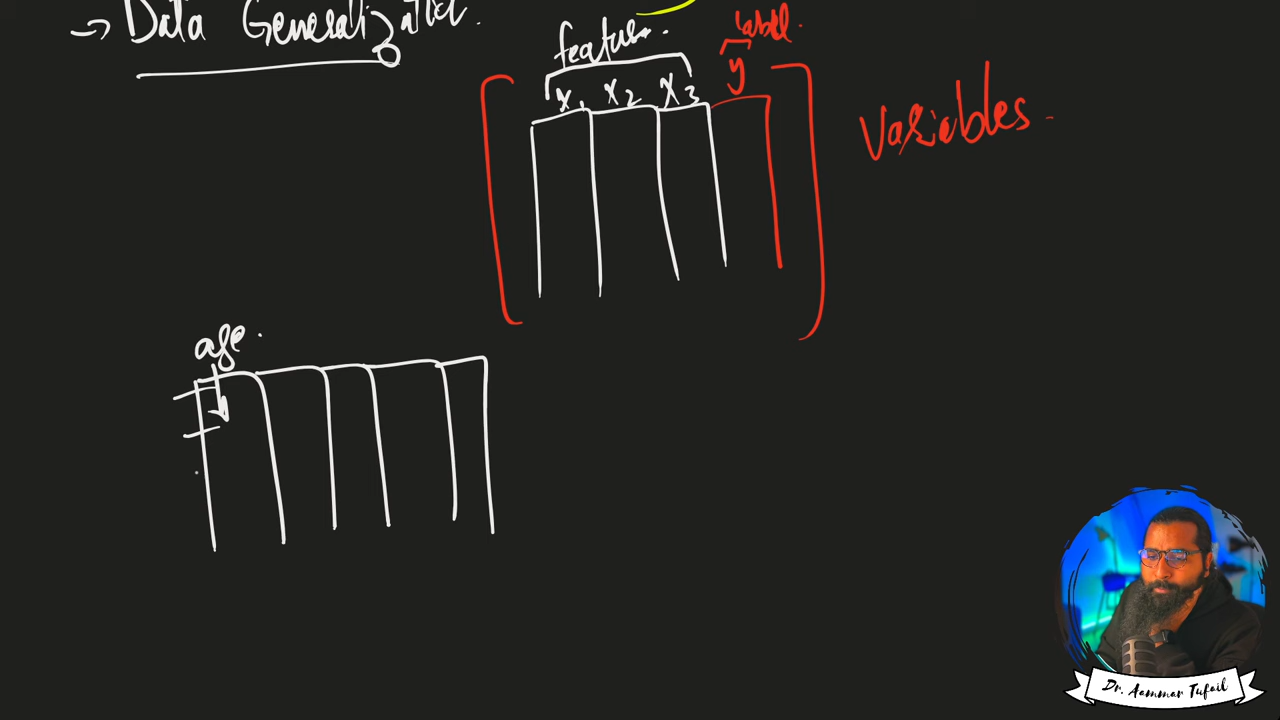 → Data Generalization.
features.
label.
x1 x2 x3 y
Variables.
age.
Dr. Aammar Tufail